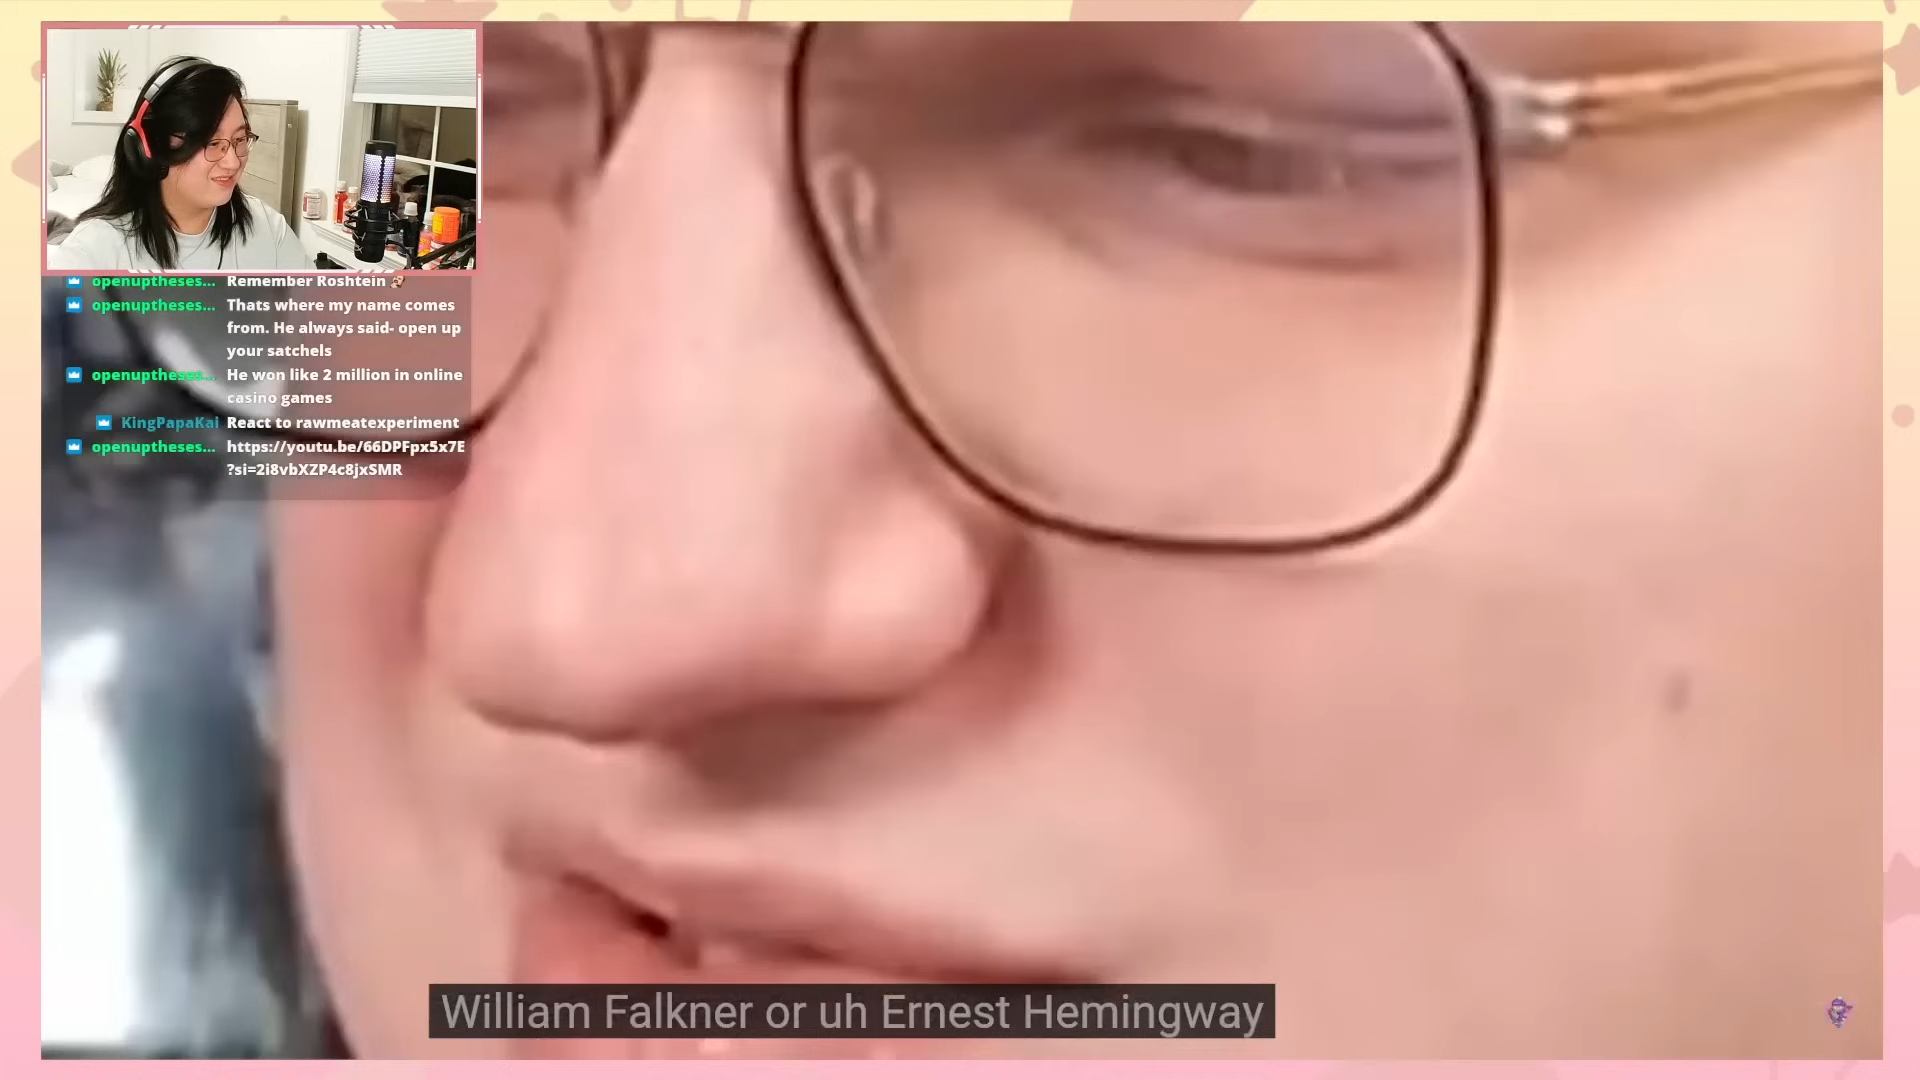 openuptheses... Remember Roshtein
openuptheses... Thats where my name comes
from. He always said- open up
your satchels
openuptheses... He won like 2 million in online
casino games
KingPapaKai React to rawmeatexperiment
openuptheses... https://youtu.be/66DPFpx5x7E
?si=2i8vbXZP4c8jxSMR
William Falkner or uh Ernest Hemingway